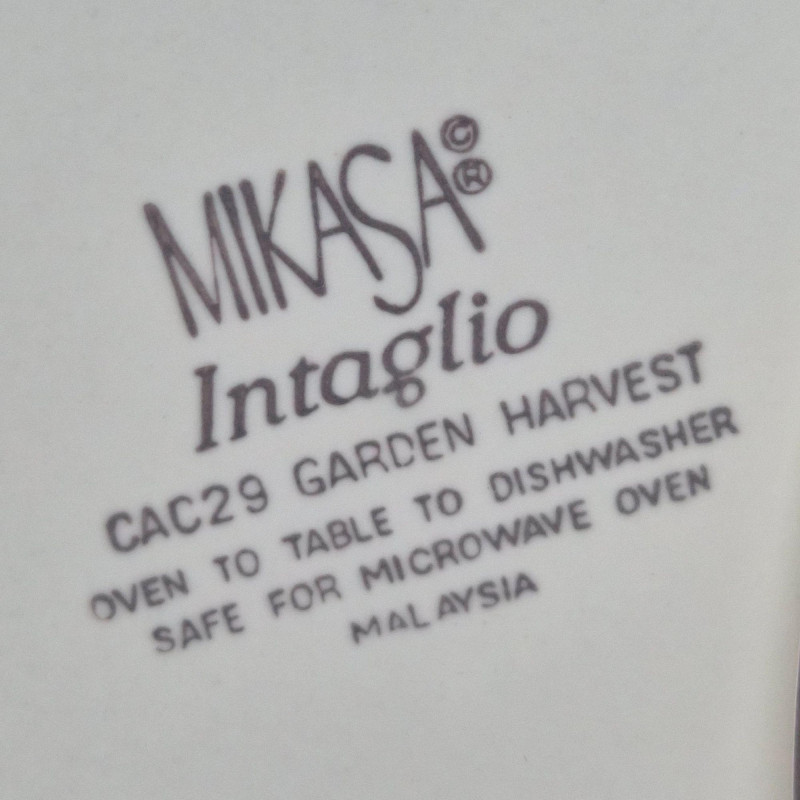 MIKASA©®
Intaglio
CAC29 GARDEN HARVEST
OVEN TO TABLE TO DISHWASHER
SAFE FOR MICROWAVE OVEN
MALAYSIA